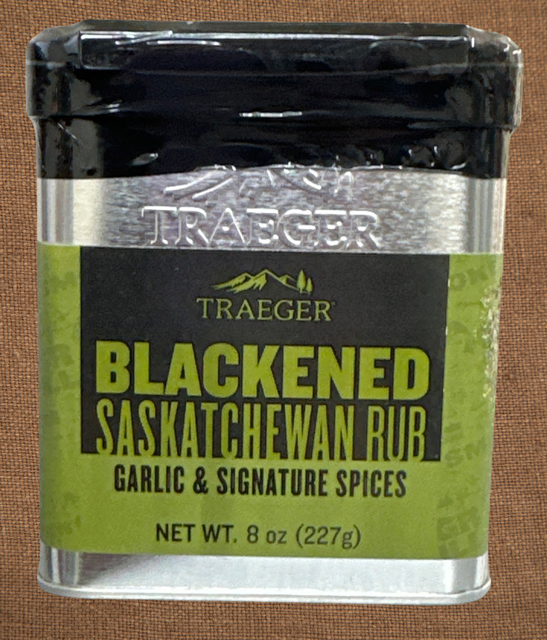 TRAEGER
TRAEGER
BLACKENED
SASKATCHEWAN RUB
GARLIC & SIGNATURE SPICES
NET WT. 8 oz (227g)